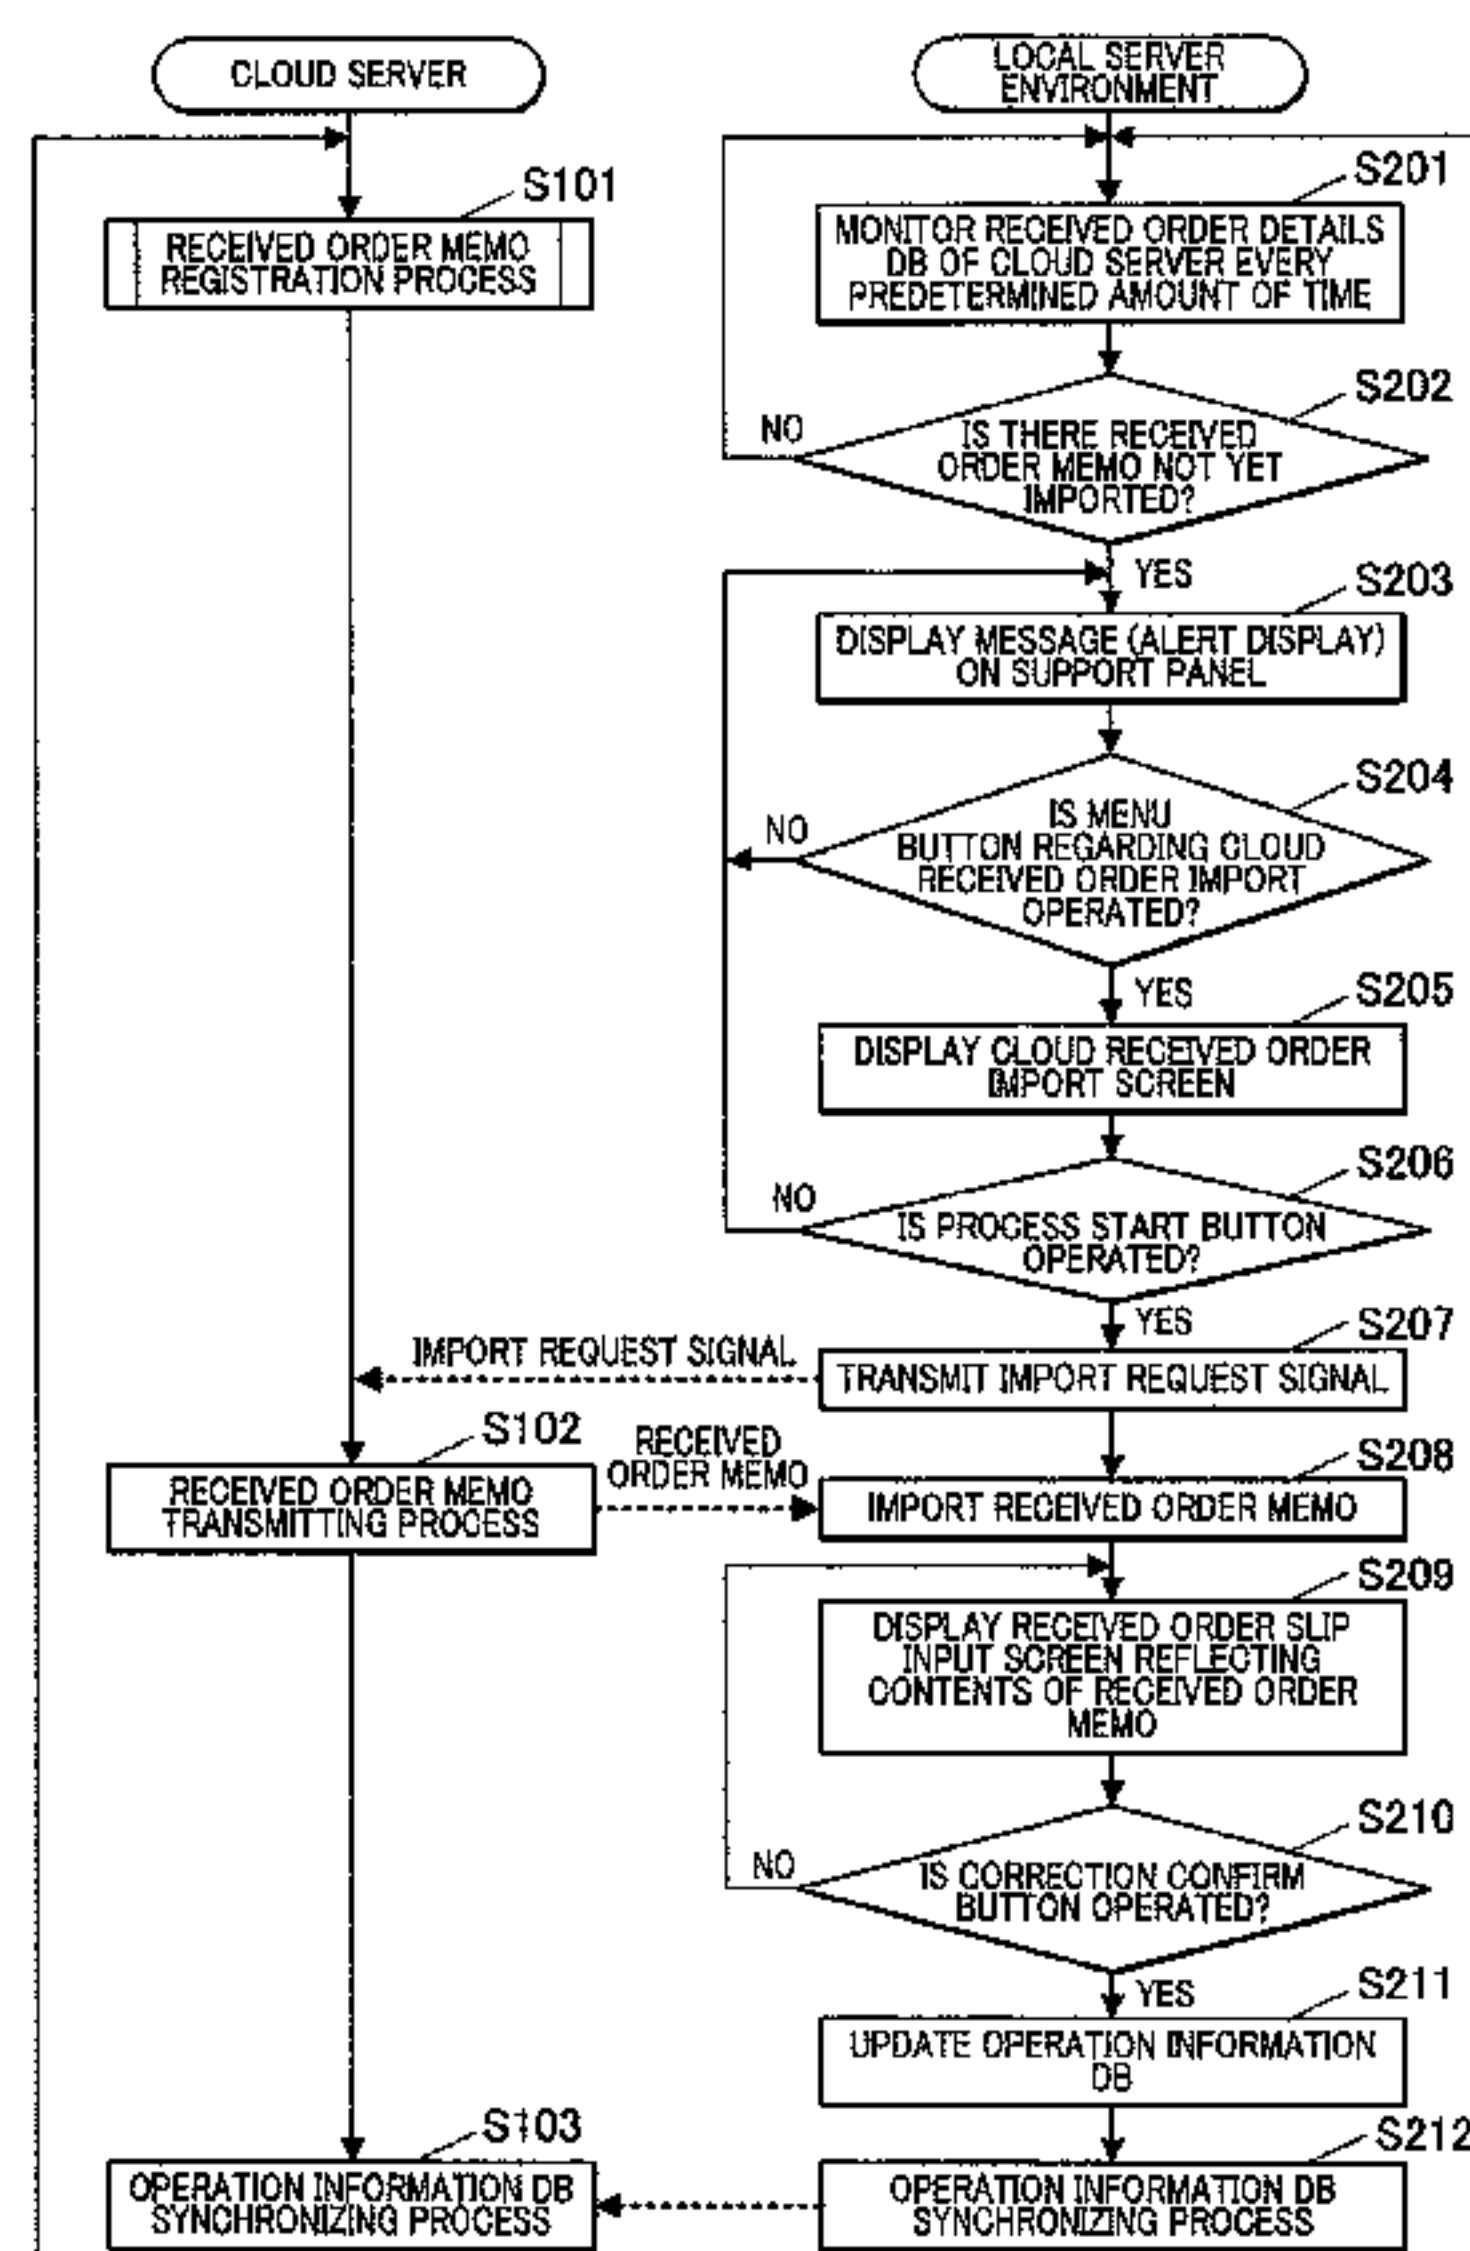 CLOUD SERVER
LOCAL SERVER
ENVIRONMENT
S101
RECEIVED ORDER MEMO
REGISTRATION PROCESS
S201
MONITOR RECEIVED ORDER DETAILS
DB OF CLOUD SERVER EVERY
PREDETERMINED AMOUNT OF TIME
S202
NO
IS THERE RECEIVED
ORDER MEMO NOT YET
IMPORTED?
YES
S203
DISPLAY MESSAGE (ALERT DISPLAY)
ON SUPPORT PANEL
S204
NO
IS MENU
BUTTON REGARDING CLOUD
RECEIVED ORDER IMPORT
OPERATED?
YES
S205
DISPLAY CLOUD RECEIVED ORDER
IMPORT SCREEN
S206
NO
IS PROCESS START BUTTON
OPERATED?
YES
S207
IMPORT REQUEST SIGNAL
TRANSMIT IMPORT REQUEST SIGNAL
S102
RECEIVED ORDER MEMO
TRANSMITTING PROCESS
RECEIVED
ORDER MEMO
S208
IMPORT RECEIVED ORDER MEMO
S209
DISPLAY RECEIVED ORDER SLIP
INPUT SCREEN REFLECTING
CONTENTS OF RECEIVED ORDER
MEMO
S210
NO
IS CORRECTION CONFIRM
BUTTON OPERATED?
YES
S211
UPDATE OPERATION INFORMATION
DB
S103
OPERATION INFORMATION DB
SYNCHRONIZING PROCESS
S212
OPERATION INFORMATION DB
SYNCHRONIZING PROCESS